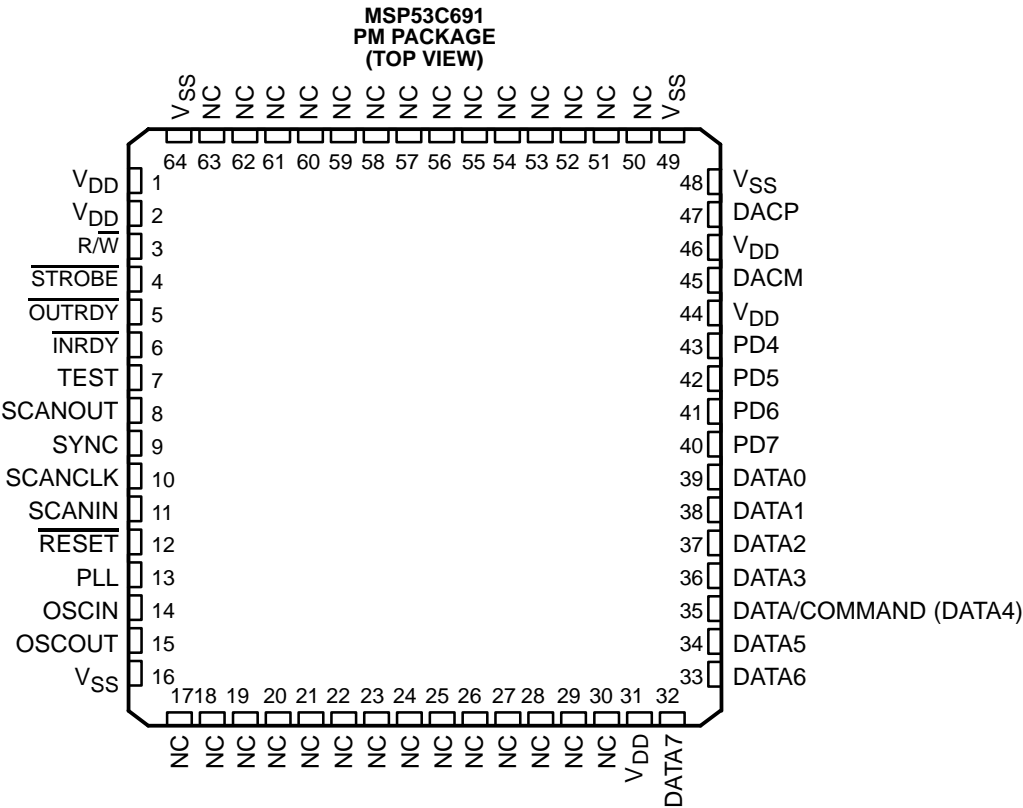 MSP53C691
PM PACKAGE
(TOP VIEW)
VSS NC NC NC NC NC NC NC NC NC NC NC NC NC NC VSS
64 63 62 61 60 59 58 57 56 55 54 53 52 51 50 49
VDD 1
VDD 2
R/W 3
STROBE 4
OUTRDY 5
INRDY 6
TEST 7
SCANOUT 8
SYNC 9
SCANCLK 10
SCANIN 11
RESET 12
PLL 13
OSCIN 14
OSCOUT 15
VSS 16
48 VSS
47 DACP
46 VDD
45 DACM
44 VDD
43 PD4
42 PD5
41 PD6
40 PD7
39 DATA0
38 DATA1
37 DATA2
36 DATA3
35 DATA/COMMAND (DATA4)
34 DATA5
33 DATA6
17 18 19 20 21 22 23 24 25 26 27 28 29 30 31 32
NC NC NC NC NC NC NC NC NC NC NC NC NC NC VDD DATA7